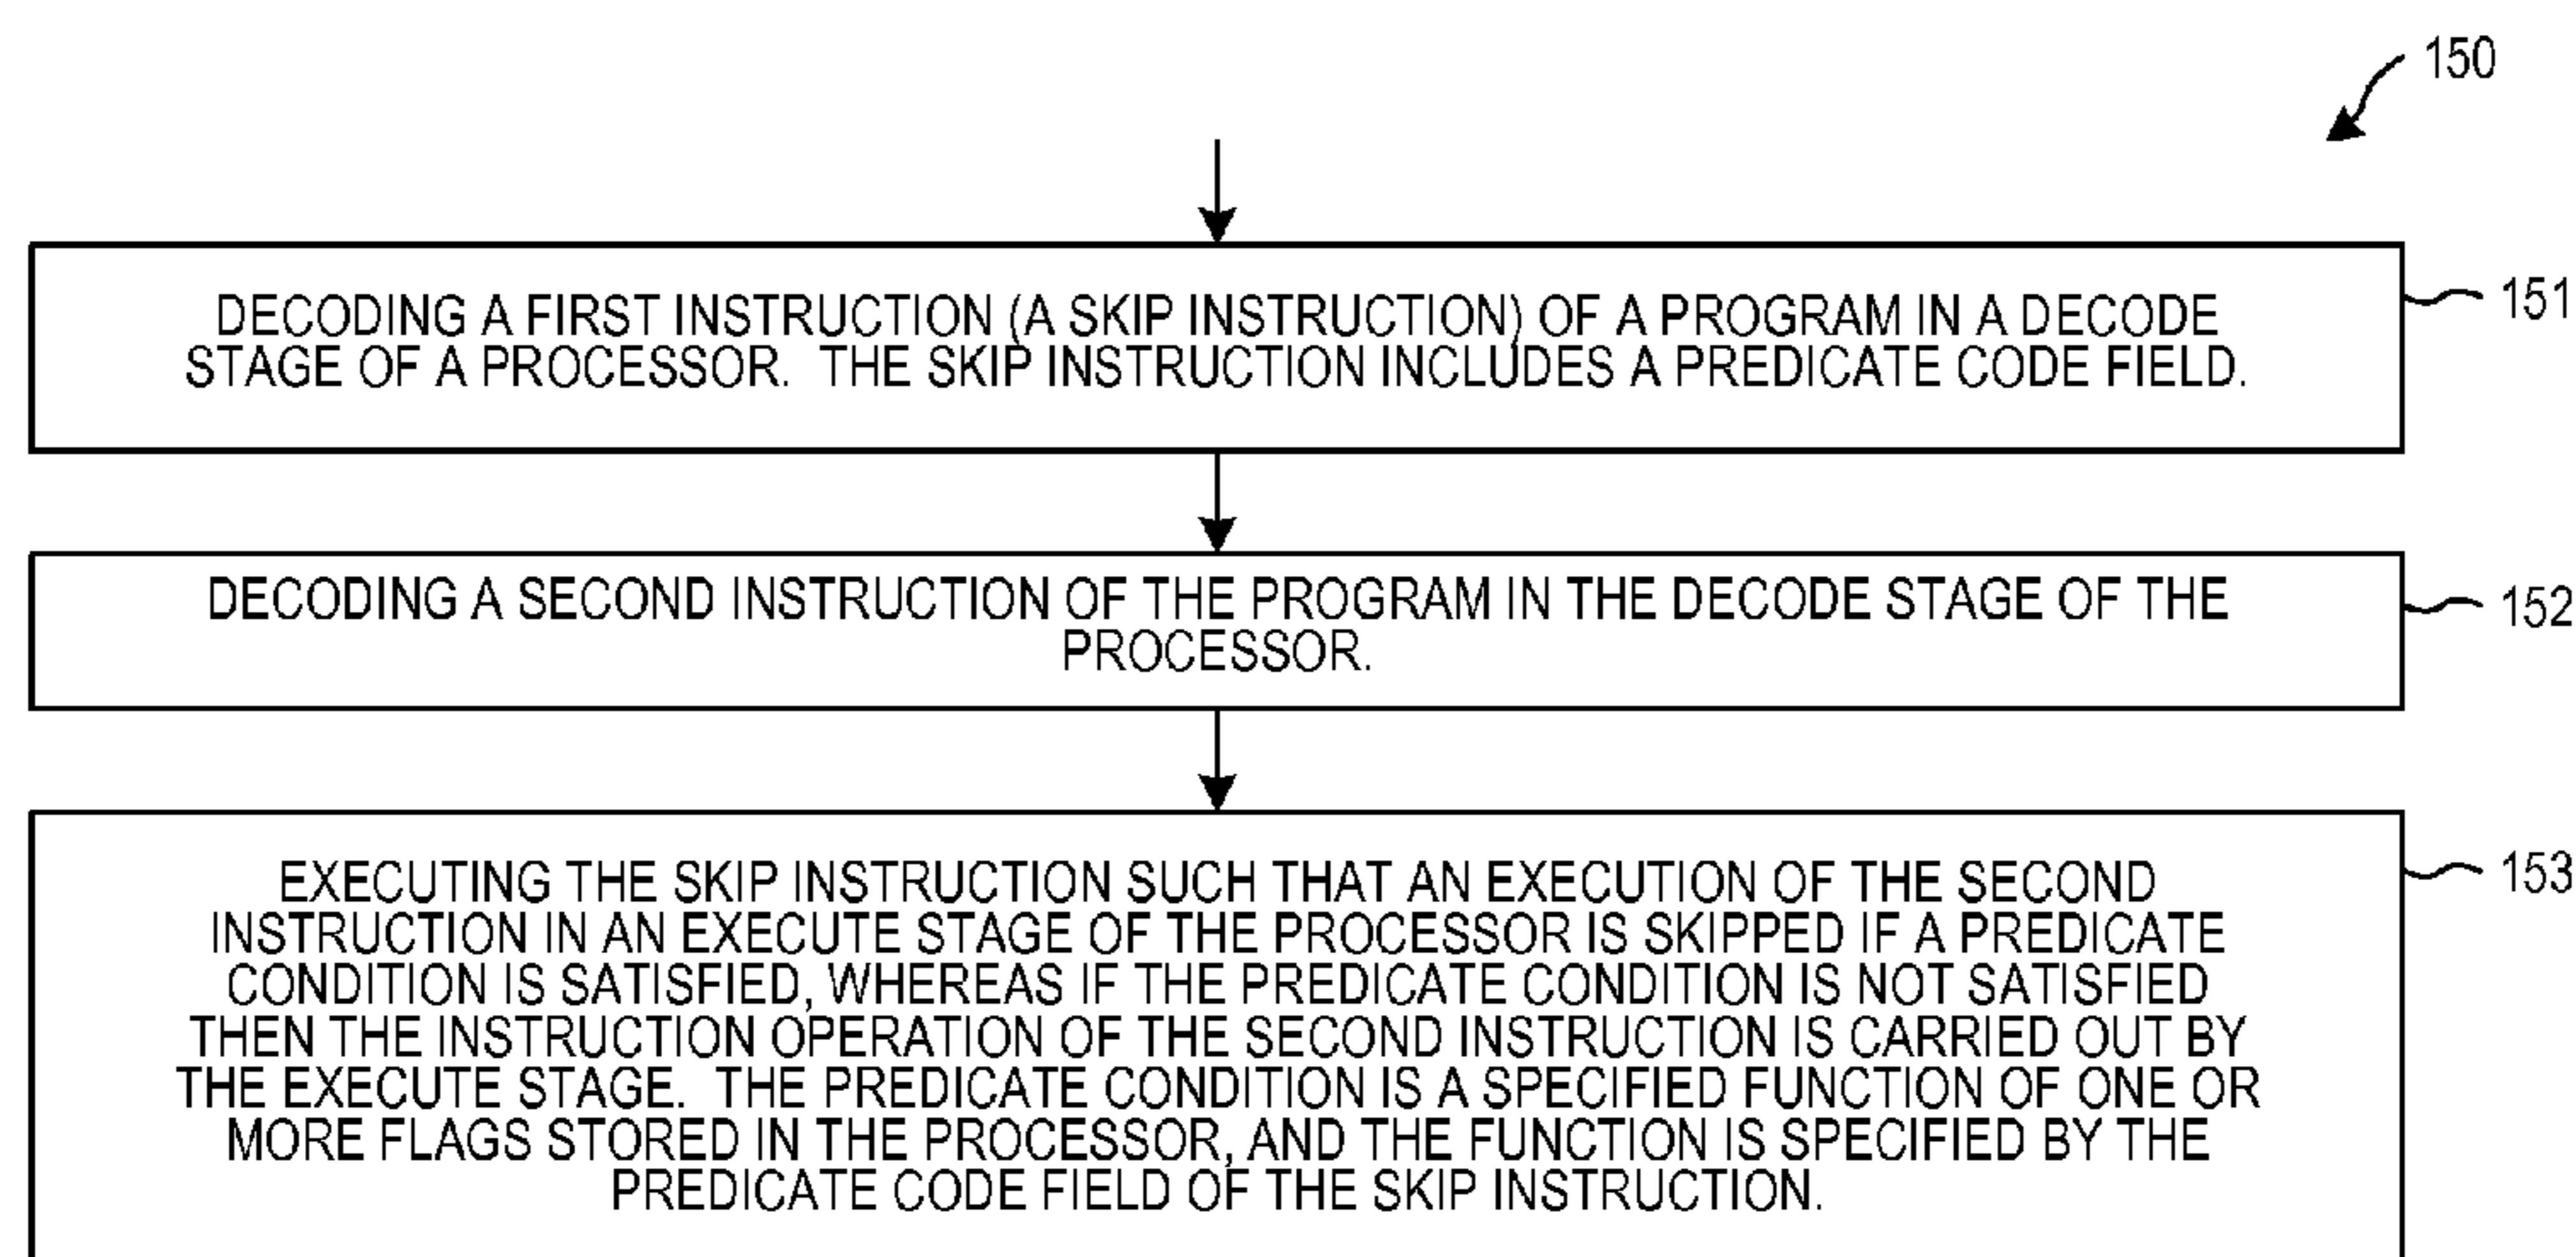 150
DECODING A FIRST INSTRUCTION (A SKIP INSTRUCTION) OF A PROGRAM IN A DECODE
STAGE OF A PROCESSOR. THE SKIP INSTRUCTION INCLUDES A PREDICATE CODE FIELD.
151
DECODING A SECOND INSTRUCTION OF THE PROGRAM IN THE DECODE STAGE OF THE
PROCESSOR.
152
EXECUTING THE SKIP INSTRUCTION SUCH THAT AN EXECUTION OF THE SECOND
INSTRUCTION IN AN EXECUTE STAGE OF THE PROCESSOR IS SKIPPED IF A PREDICATE
CONDITION IS SATISFIED, WHEREAS IF THE PREDICATE CONDITION IS NOT SATISFIED
THEN THE INSTRUCTION OPERATION OF THE SECOND INSTRUCTION IS CARRIED OUT BY
THE EXECUTE STAGE. THE PREDICATE CONDITION IS A SPECIFIED FUNCTION OF ONE OR
MORE FLAGS STORED IN THE PROCESSOR, AND THE FUNCTION IS SPECIFIED BY THE
PREDICATE CODE FIELD OF THE SKIP INSTRUCTION.
153